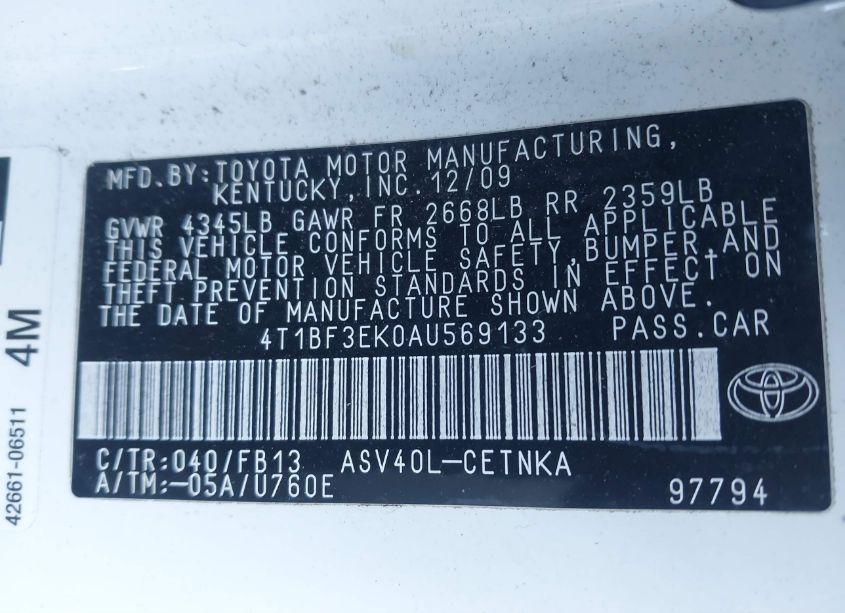 MFD.BY:TOYOTA MOTOR MANUFACTURING,
KENTUCKY,INC.12/09
GVWR 4345LB GAWR FR 2668LB RR 2359LB
THIS VEHICLE CONFORMS TO ALL APPLICABLE
FEDERAL MOTOR VEHICLE SAFETY,BUMPER,AND
THEFT PREVENTION STANDARDS IN EFFECT ON
THE DATE OF MANUFACTURE SHOWN ABOVE.
4T1BF3EK0AU569133 PASS.CAR
C/TR:040/FB13 ASV40L-CETNKA
A/TM:-05A/U760E
97794
42661-06511 4M